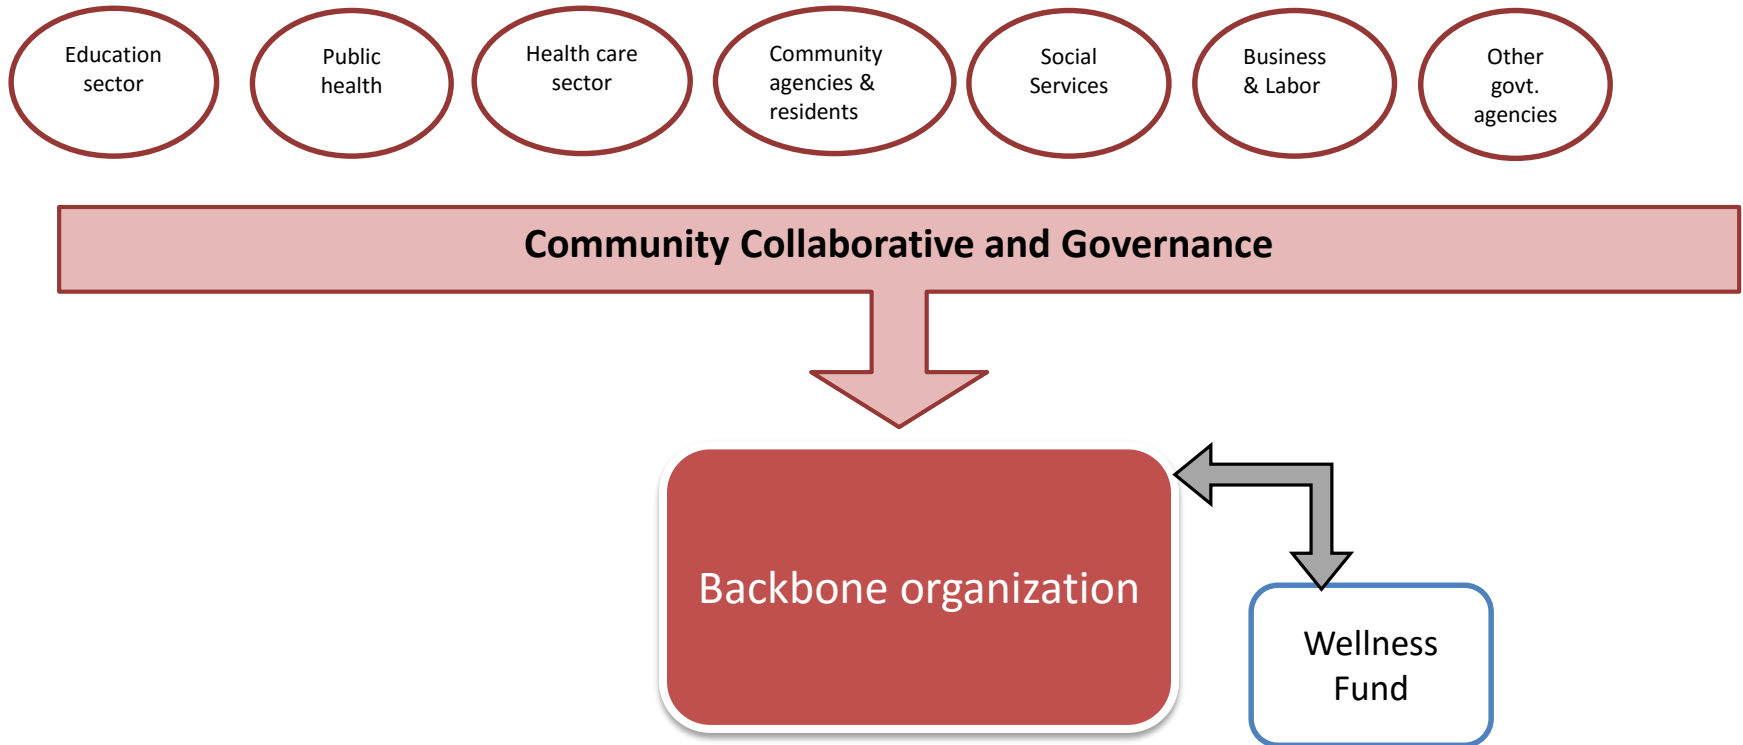 Education
sector
Public
health
Health care
sector
Community
agencies &
residents
Social
Services
Business
& Labor
Other
govt.
agencies
Community Collaborative and Governance
Backbone organization
Wellness
Fund